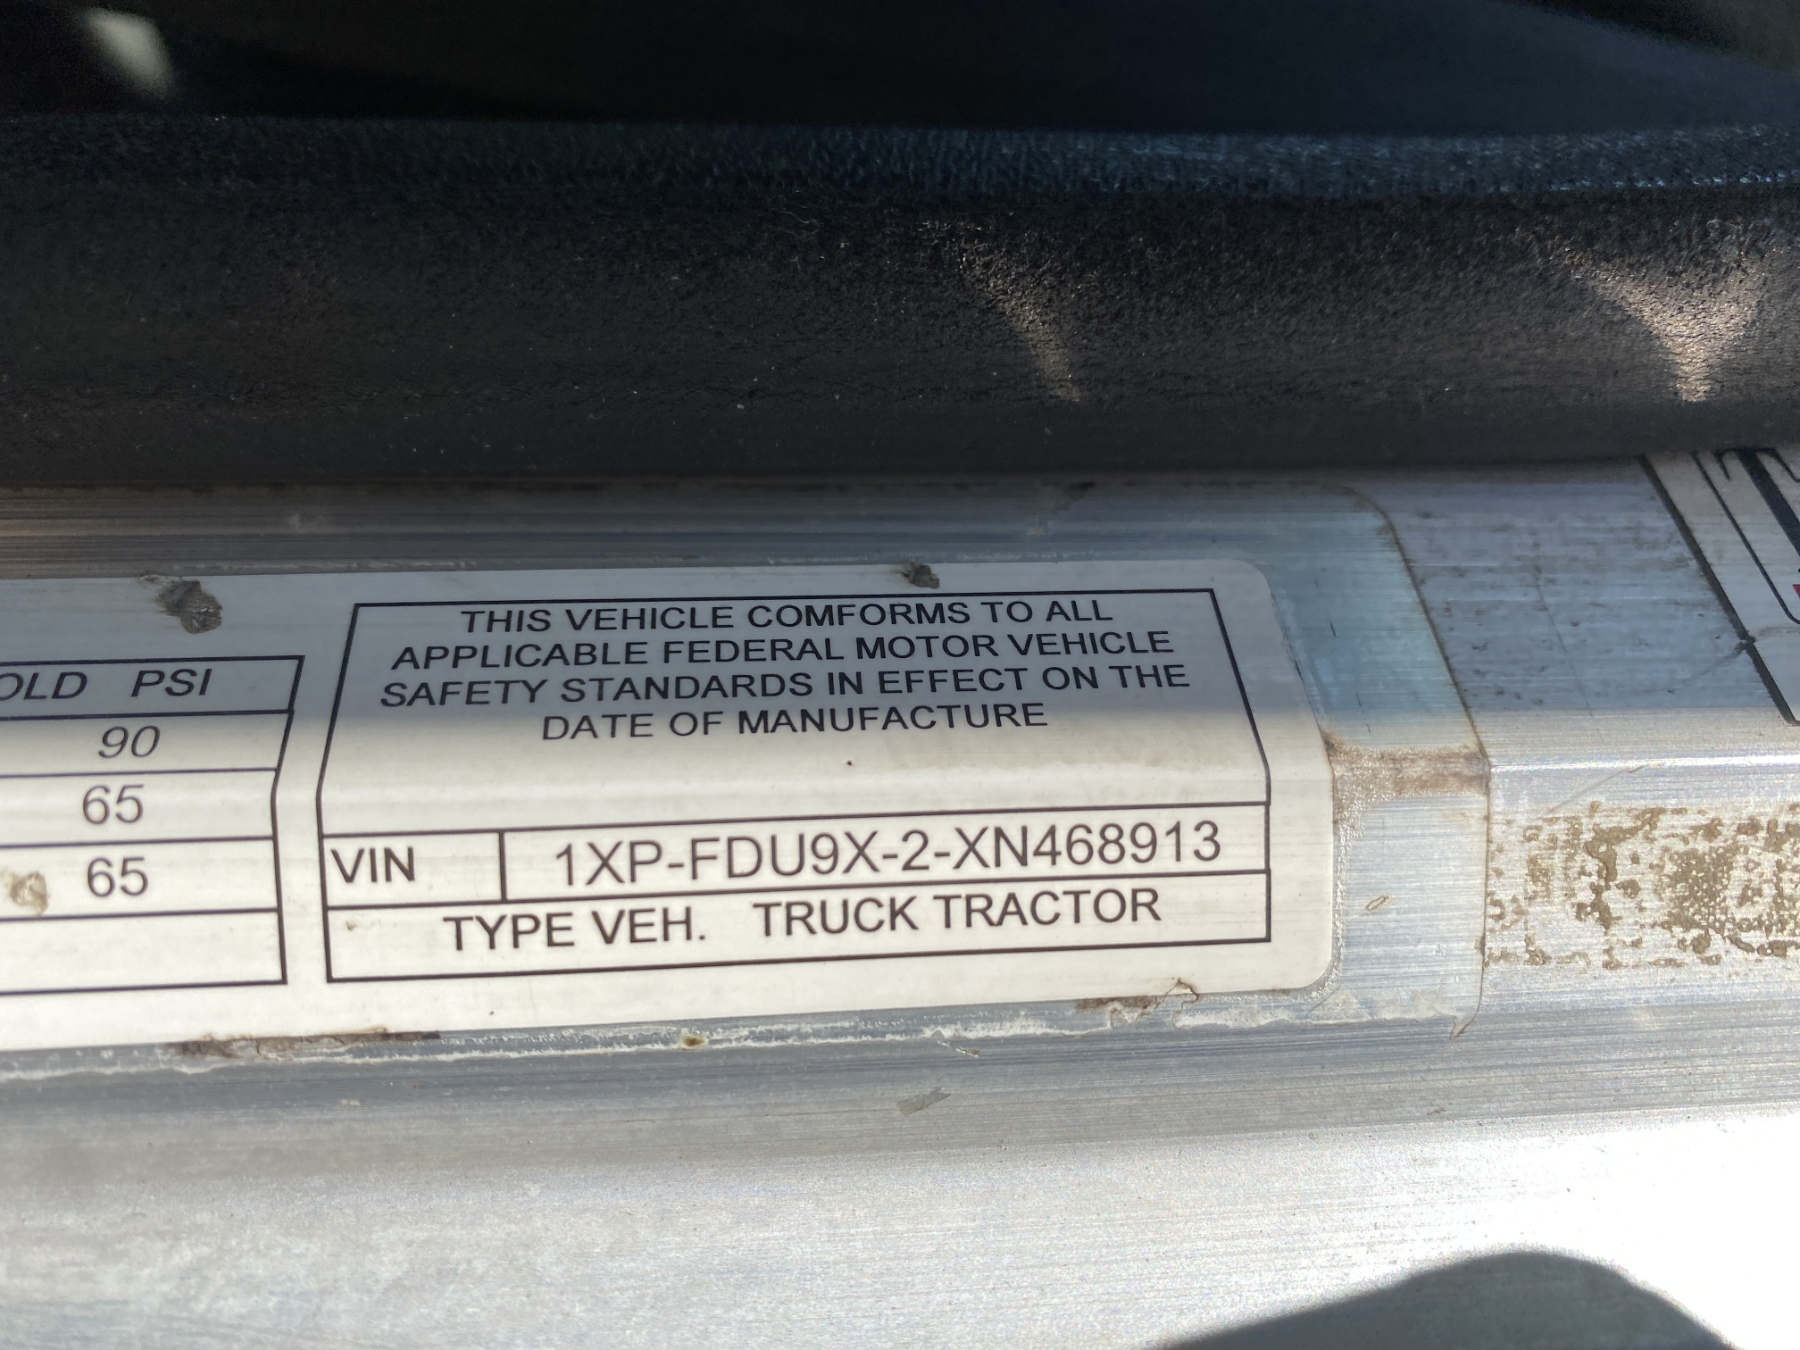 OLD PSI
90
65
65
THIS VEHICLE COMFORMS TO ALL
APPLICABLE FEDERAL MOTOR VEHICLE
SAFETY STANDARDS IN EFFECT ON THE
DATE OF MANUFACTURE
VIN 1XP-FDU9X-2-XN468913
TYPE VEH. TRUCK TRACTOR